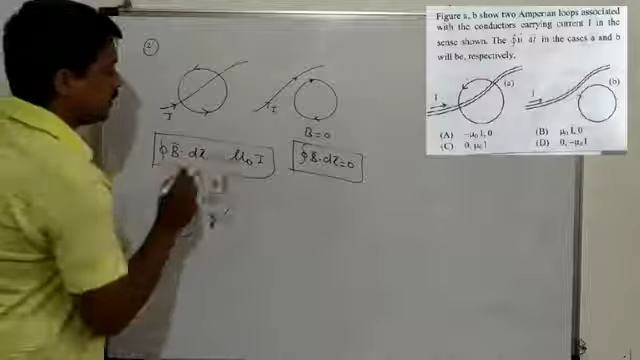 2)
I
I
B = 0
∮ B⃗ · dl μ₀ I
∮ B · dl = 0
Figure a, b show two Amperian loops associated
with the conductors carrying current I in the
sense shown. The ∮B⃗ dl⃗ in the cases a and b
will be, respectively.
I
(a)
I
(b)
(A) -μ₀ I, 0
(B) μ₀ I, 0
(C) 0, μ₀ I
(D) 0, -μ₀ I